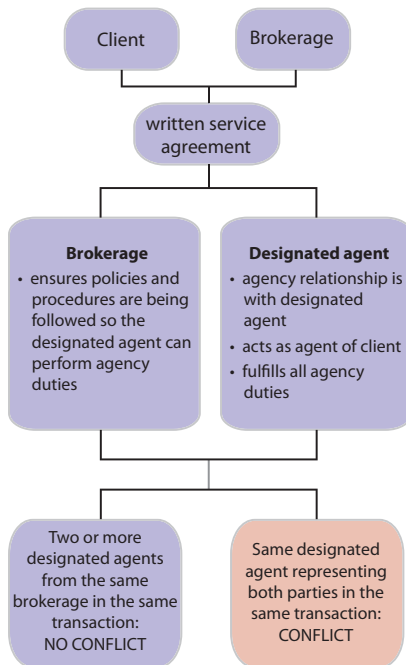 Client
Brokerage
written service
agreement
Brokerage
• ensures policies and
procedures are being
followed so the
designated agent can
perform agency
duties
Designated agent
• agency relationship is
with designated
agent
• acts as agent of client
• fulfills all agency
duties
Two or more
designated agents
from the same
brokerage in the same
transaction:
NO CONFLICT
Same designated
agent representing
both parties in the
same transaction:
CONFLICT